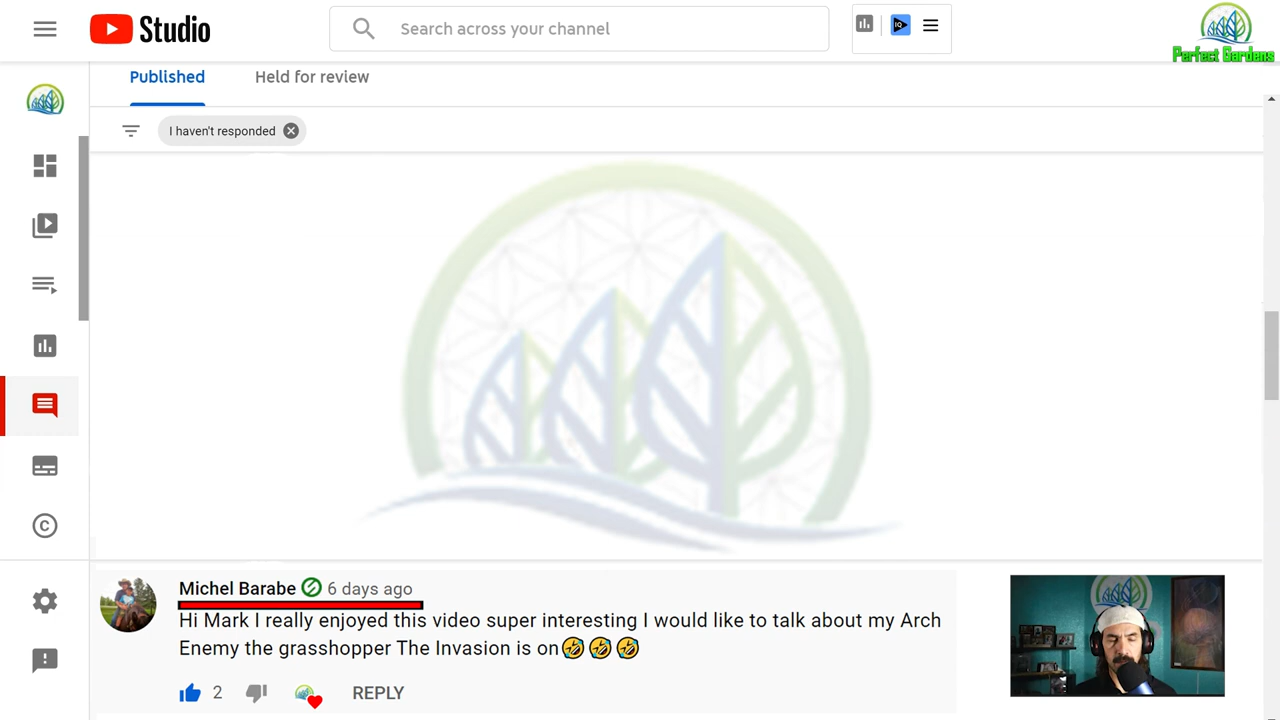 Studio
Search across your channel
IQ
Perfect Gardens
Published
Held for review
I haven't responded
Michel Barabe 6 days ago
Hi Mark I really enjoyed this video super interesting I would like to talk about my Arch
Enemy the grasshopper The Invasion is on🤣🤣🤣
2
REPLY